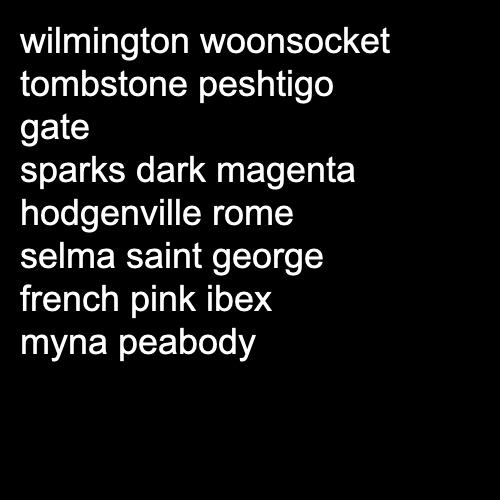 wilmington woonsocket
tombstone peshtigo
gate
sparks dark magenta
hodgenville rome
selma saint george
french pink ibex
myna peabody